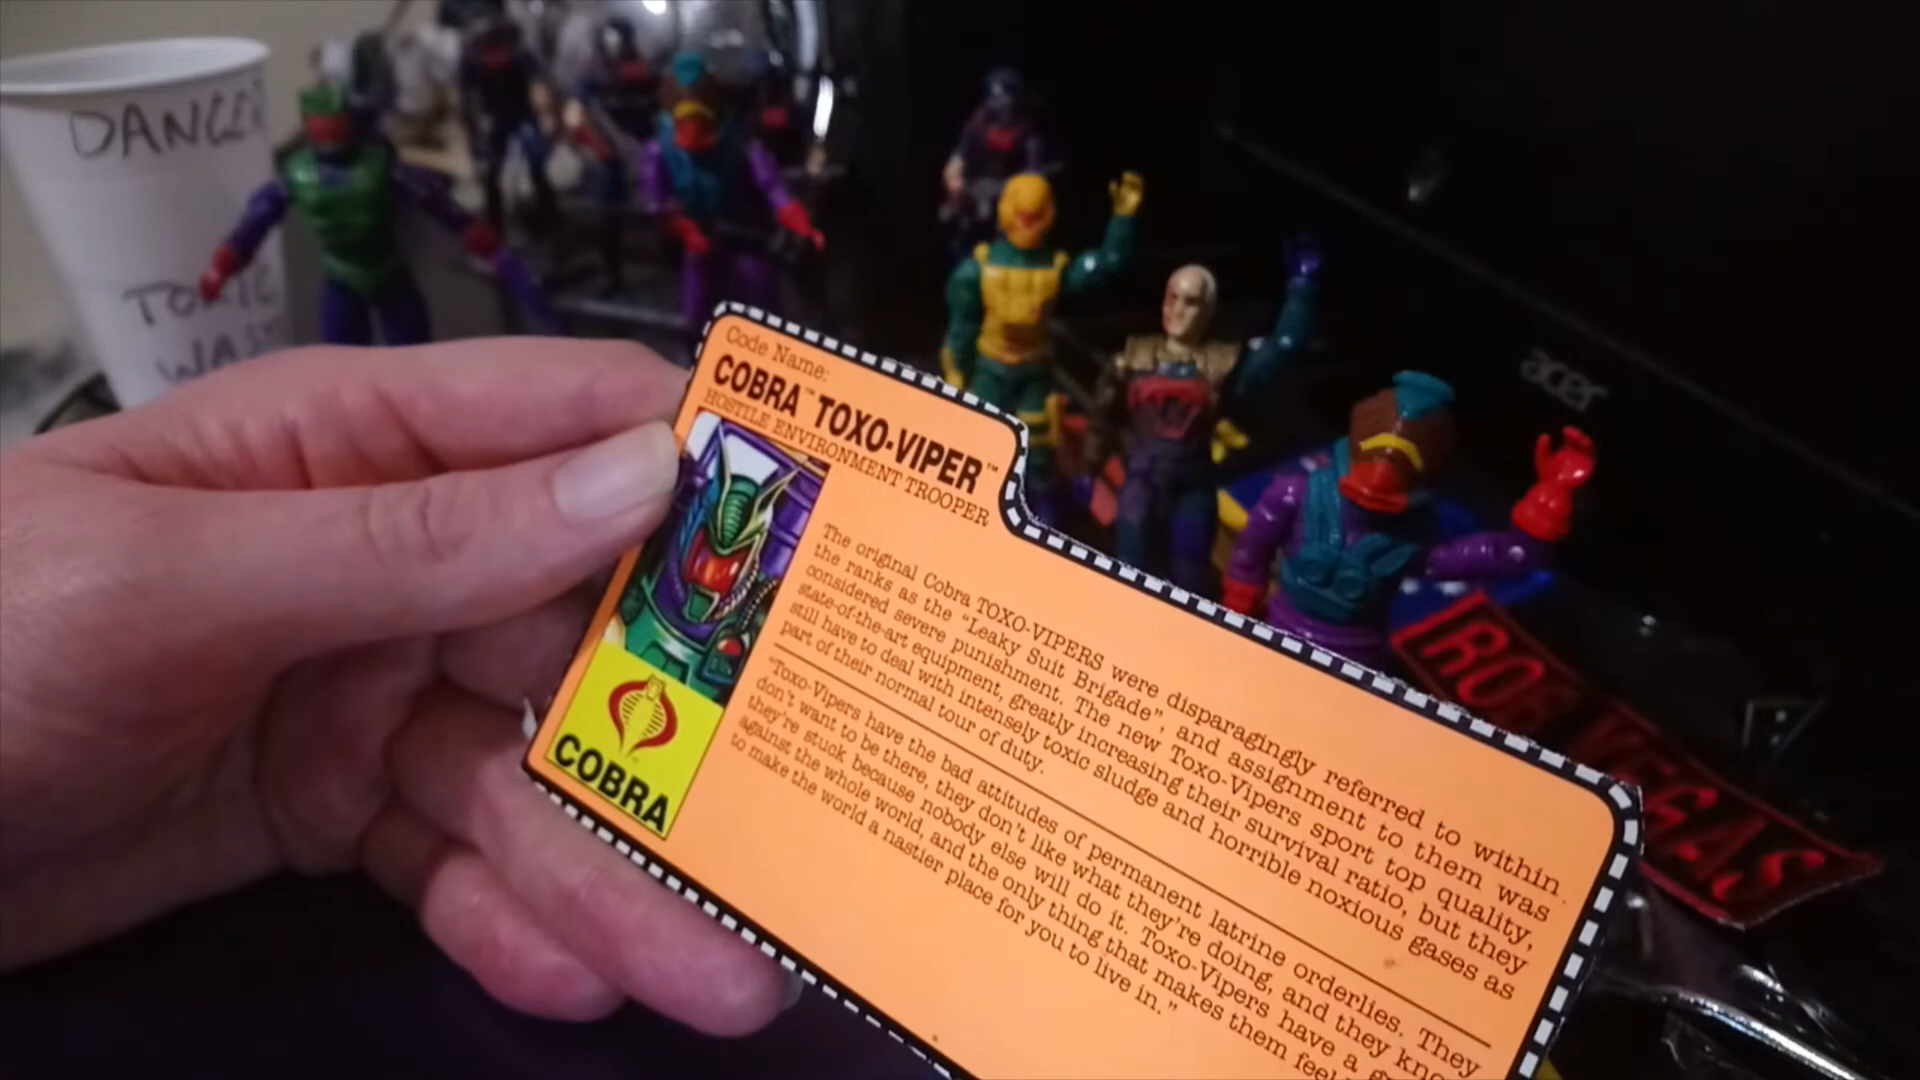 DANGER
TOXIC
WAST
acer
Code Name:
COBRA™ TOXO-VIPER™
HOSTILE ENVIRONMENT TROOPER
The original Cobra TOXO-VIPERS were disparagingly referred to within
the ranks as the "Leaky Suit Brigade", and assignment to them was
considered severe punishment. The new Toxo-Vipers sport top quality,
state-of-the-art equipment, greatly increasing their survival ratio, but they
still have to deal with intensely toxic sludge and horrible noxious gases as
part of their normal tour of duty.
"Toxo-Vipers have the bad attitudes of permanent latrine orderlies. They
don't want to be there, they don't like what they're doing, and they kno
they're stuck because nobody else will do it. Toxo-Vipers have a
against the whole world, and the only thing that makes them feel
to make the world a nastier place for you to live in."
COBRA
VEGAS